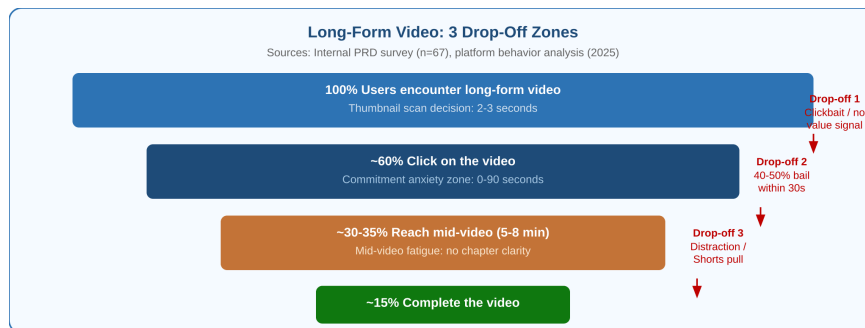 Long-Form Video: 3 Drop-Off Zones
Sources: Internal PRD survey (n=67), platform behavior analysis (2025)
100% Users encounter long-form video
Thumbnail scan decision: 2-3 seconds
Drop-off 1
Clickbait / no
value signal
~60% Click on the video
Commitment anxiety zone: 0-90 seconds
Drop-off 2
40-50% bail
within 30s
~30-35% Reach mid-video (5-8 min)
Mid-video fatigue: no chapter clarity
Drop-off 3
Distraction /
Shorts pull
~15% Complete the video